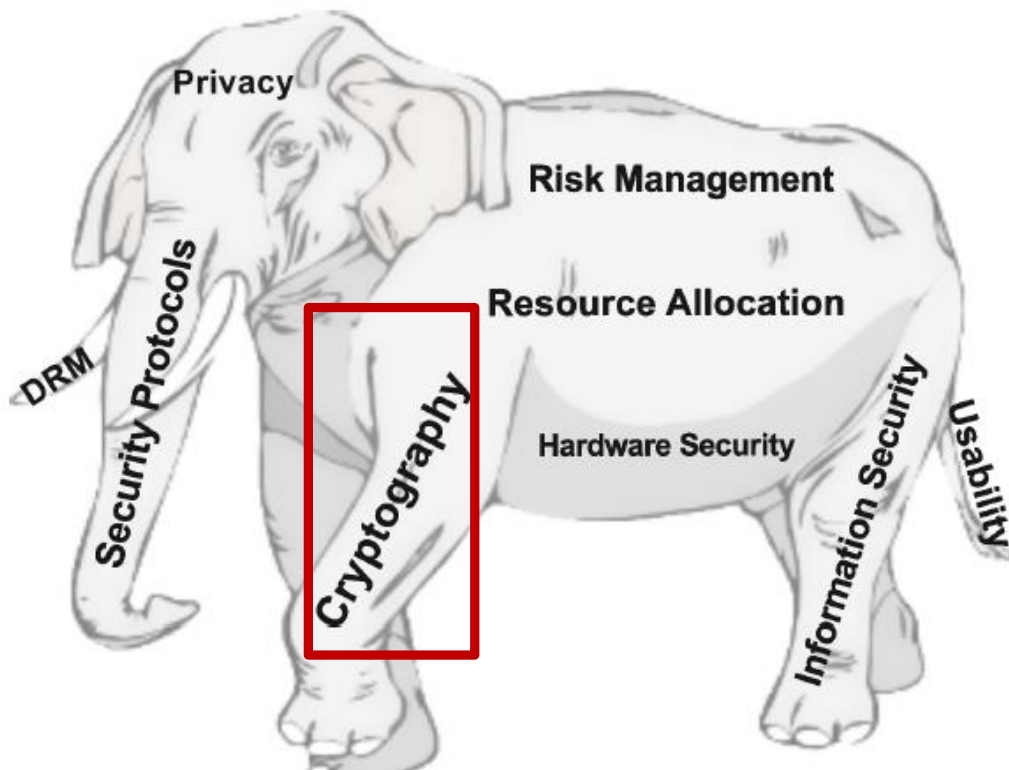 Privacy
Risk Management
Resource Allocation
DRM
Security Protocols
Cryptography
Hardware Security
Information Security
Usability